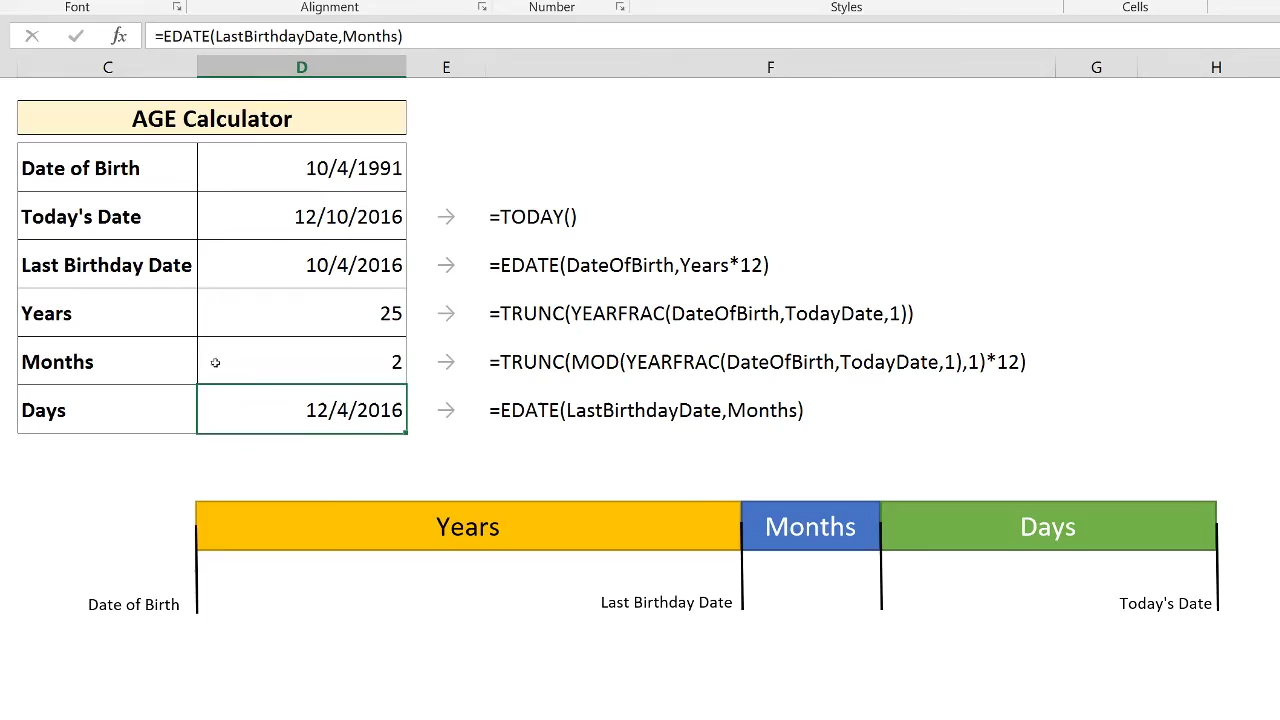 Font Alignment Number Styles Cells
fx =EDATE(LastBirthdayDate,Months)
C D E F G H
AGE Calculator
Date of Birth 10/4/1991
Today's Date 12/10/2016 → =TODAY()
Last Birthday Date 10/4/2016 → =EDATE(DateOfBirth,Years*12)
Years 25 → =TRUNC(YEARFRAC(DateOfBirth,TodayDate,1))
Months 2 → =TRUNC(MOD(YEARFRAC(DateOfBirth,TodayDate,1),1)*12)
Days 12/4/2016 → =EDATE(LastBirthdayDate,Months)
Years Months Days
Date of Birth Last Birthday Date Today's Date